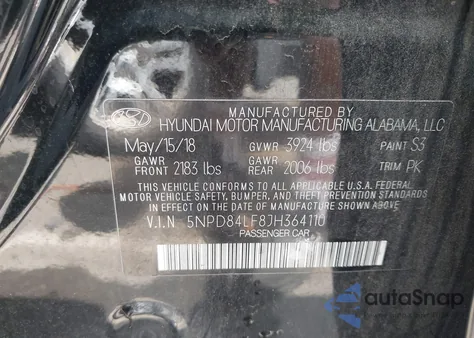 MANUFACTURED BY
HYUNDAI MOTOR MANUFACTURING ALABAMA, LLC
May/15/18 GVWR 3924 lbs PAINT S3
GAWR FRONT 2183 lbs GAWR REAR 2006 lbs TRIM PK
THIS VEHICLE CONFORMS TO ALL APPLICABLE U.S.A. FEDERAL
MOTOR VEHICLE SAFETY, BUMPER, AND THEFT PREVENTION STANDARDS
IN EFFECT ON THE DATE OF MANUFACTURE SHOWN ABOVE.
V.I.N 5NPD84LF8JH364110
PASSENGER CAR
autoSnap